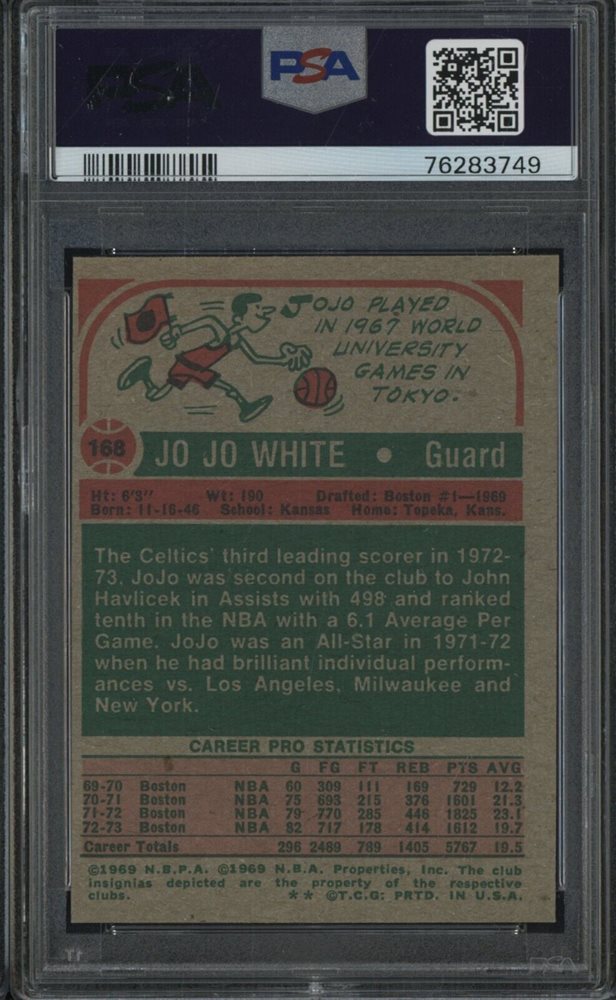 PSA
PSA
76283749
JOJO PLAYED
IN 1967 WORLD
UNIVERSITY
GAMES IN
TOKYO.
168
JO JO WHITE • Guard
Ht: 6'3" Wt: 190 Drafted: Boston #1—1969
Born: 11-16-46 School: Kansas Home: Topeka, Kans.
The Celtics' third leading scorer in 1972-
73, JoJo was second on the club to John
Havlicek in Assists with 498 and ranked
tenth in the NBA with a 6.1 Average Per
Game. JoJo was an All-Star in 1971-72
when he had brilliant individual perform-
ances vs. Los Angeles, Milwaukee and
New York.
CAREER PRO STATISTICS
G FG FT REB PTS AVG
69-70 Boston NBA 60 309 111 169 729 12.2
70-71 Boston NBA 75 693 215 376 1601 21.3
71-72 Boston NBA 79 770 285 446 1825 23.1
72-73 Boston NBA 82 717 178 414 1612 19.7
Career Totals 296 2489 789 1405 5767 19.5
©1969 N.B.P.A. ©1969 N.B.A. Properties, Inc. The club
insignias depicted are the property of the respective
clubs. ** ©T.C.G: PRTD. IN U.S.A.